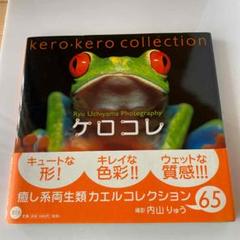 kero・kero collection
Ryu Uchiyama Photography
ケロコレ
キュートな
形!
キレイな
色彩!!
ウェットな
質感!!!
癒し系両生類カエルコレクション65
撮影 内山りゅう